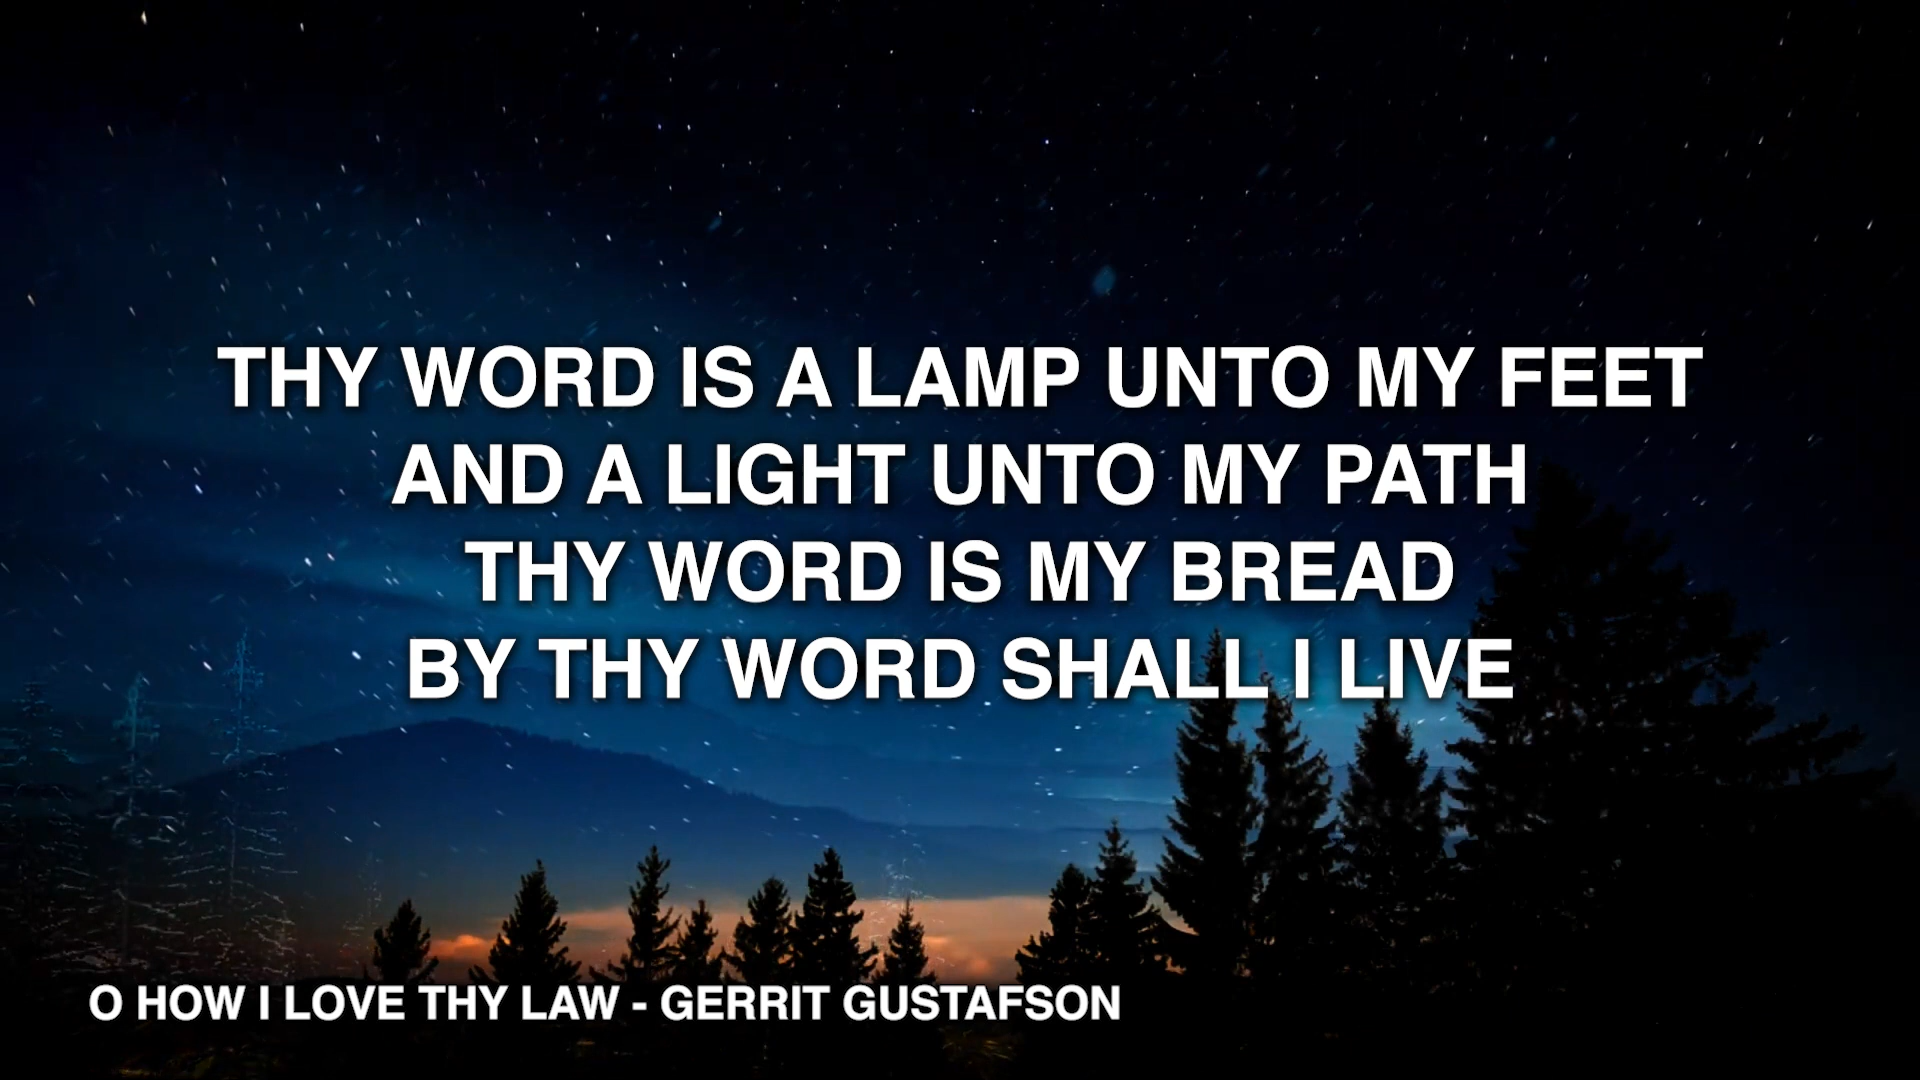 THY WORD IS A LAMP UNTO MY FEET
AND A LIGHT UNTO MY PATH
THY WORD IS MY BREAD
BY THY WORD SHALL I LIVE
O HOW I LOVE THY LAW - GERRIT GUSTAFSON